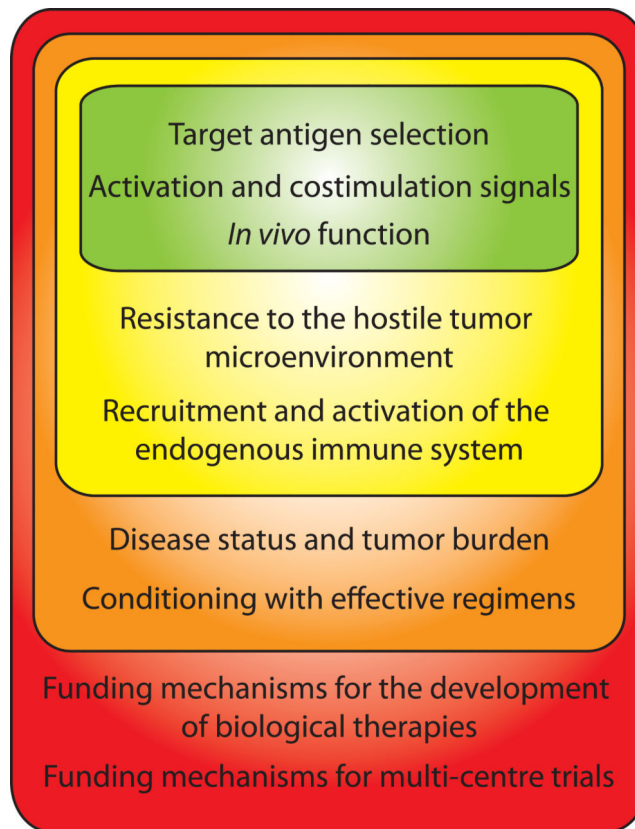 Target antigen selection
Activation and costimulation signals
In vivo function
Resistance to the hostile tumor
microenvironment
Recruitment and activation of the
endogenous immune system
Disease status and tumor burden
Conditioning with effective regimens
Funding mechanisms for the development
of biological therapies
Funding mechanisms for multi-centre trials